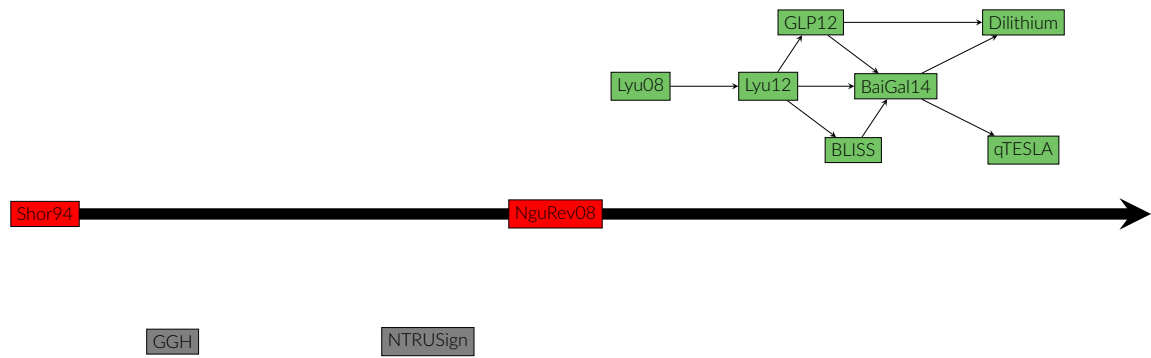 GLP12
Dilithium
Lyu08
Lyu12
BaiGal14
BLISS
qTESLA
Shor94
NguRev08
GGH
NTRUSign